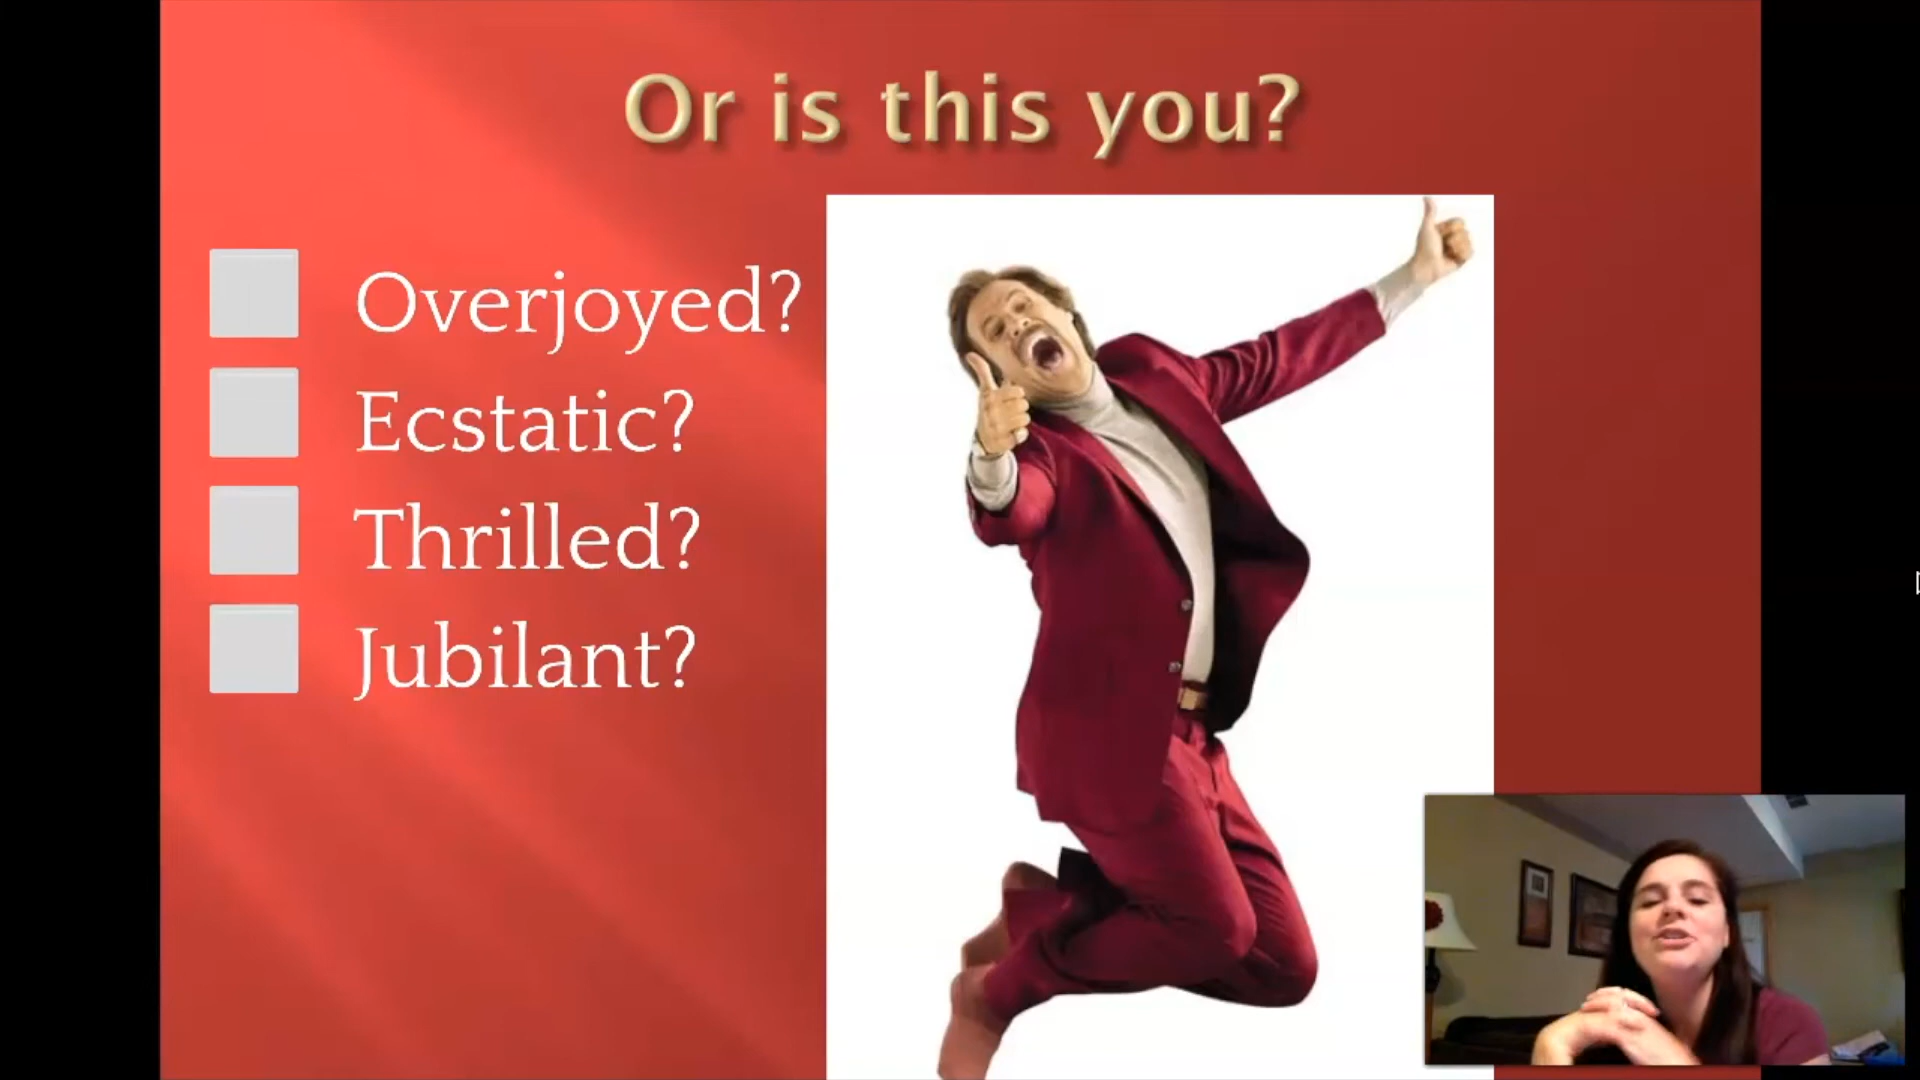 Or is this you?
Overjoyed?
Ecstatic?
Thrilled?
Jubilant?